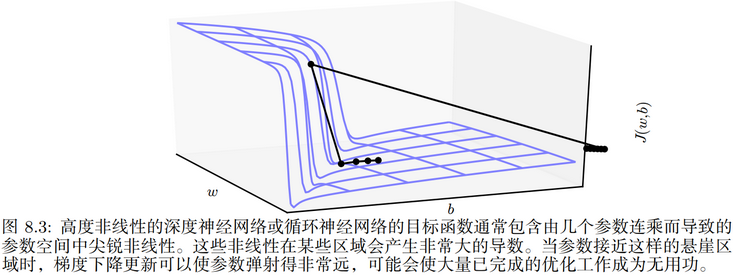 J(w,b)
w
b
图 8.3: 高度非线性的深度神经网络或循环神经网络的目标函数通常包含由几个参数连乘而导致的
参数空间中尖锐非线性。这些非线性在某些区域会产生非常大的导数。当参数接近这样的悬崖区
域时，梯度下降更新可以使参数弹射得非常远，可能会使大量已完成的优化工作成为无用功。